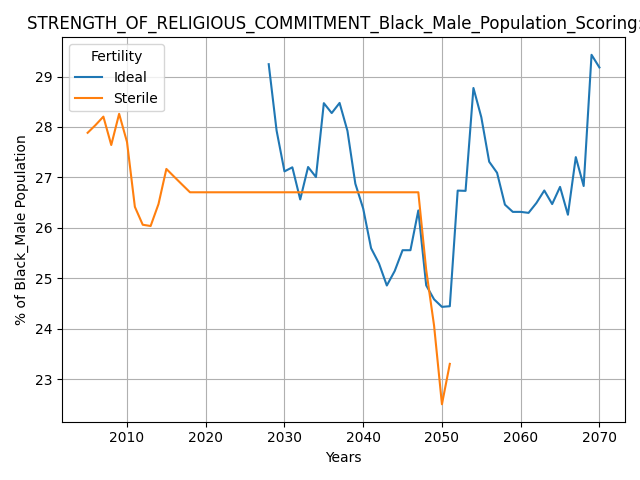 STRENGTH_OF_RELIGIOUS_COMMITMENT_Black_Male_Population_Scoring:
Fertility
Ideal
Sterile
% of Black_Male Population
29
28
27
26
25
24
23
2010 2020 2030 2040 2050 2060 2070
Years